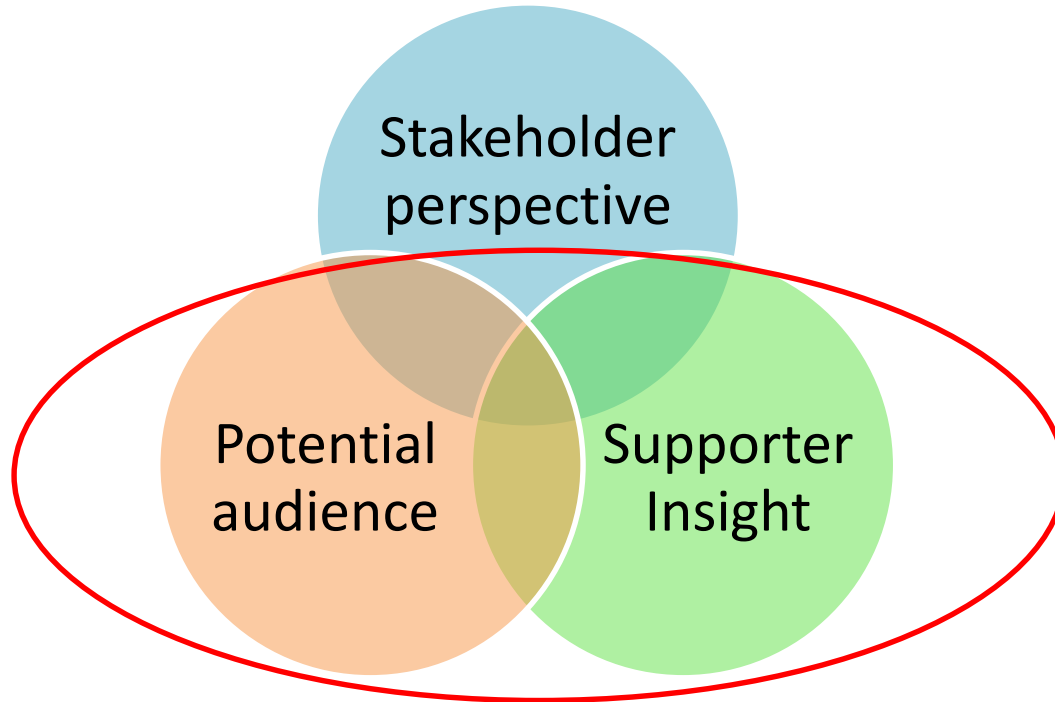 Stakeholder
perspective
Potential
audience
Supporter
Insight